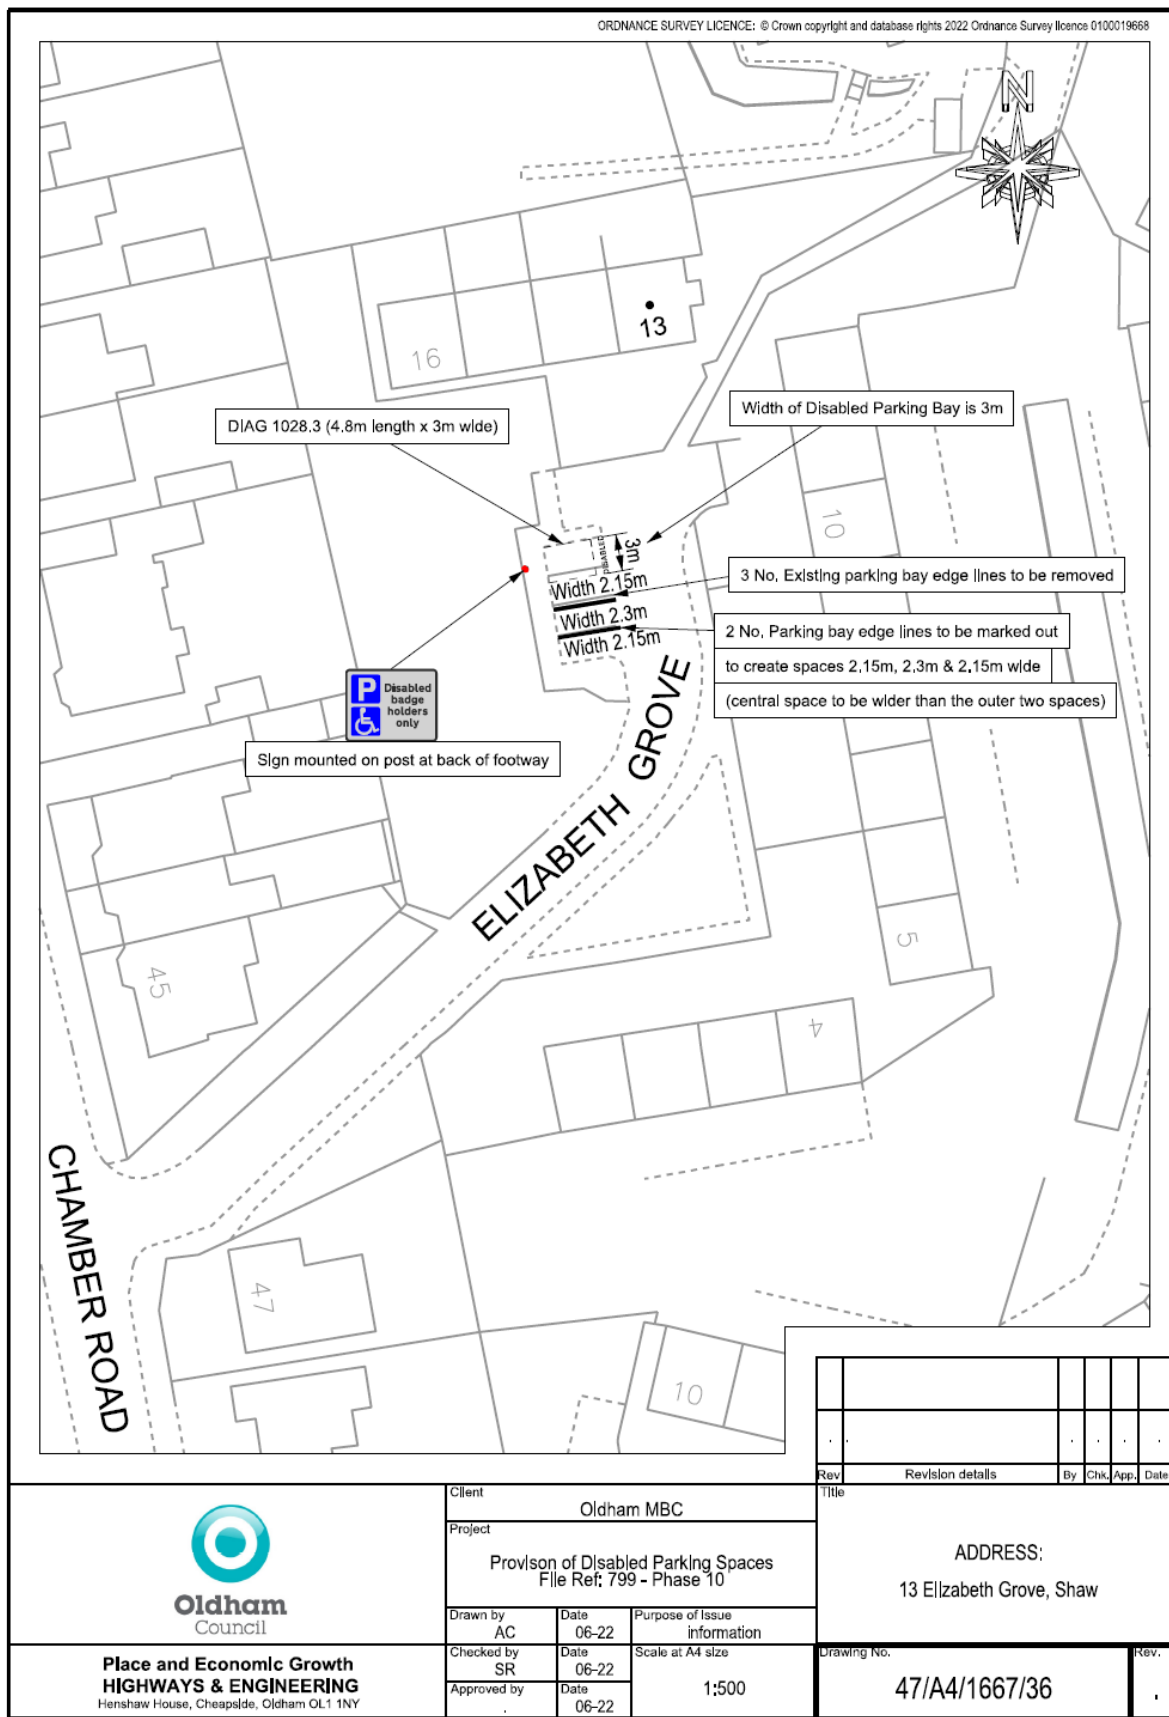 ORDNANCE SURVEY LICENCE: © Crown copyright and database rights 2022 Ordnance Survey licence 0100019668
N
13
16
DIAG 1028.3 (4.8m length x 3m wide)
Width of Disabled Parking Bay is 3m
10
DISABLED
3m
3 No. Existing parking bay edge lines to be removed
Width 2.15m
Width 2.3m
Width 2.15m
2 No. Parking bay edge lines to be marked out
to create spaces 2.15m, 2.3m & 2.15m wide
(central space to be wider than the outer two spaces)
P Disabled
badge
holders
only
Sign mounted on post at back of footway
ELIZABETH GROVE
5
45
4
CHAMBER ROAD
47
10
Rev Revision details By Chk. App. Date
Client
Oldham MBC
Title
Project
Provison of Disabled Parking Spaces
File Ref: 799 - Phase 10
ADDRESS:
13 Elizabeth Grove, Shaw
Oldham
Council
Drawn by
AC
Date
06-22
Purpose of Issue
information
Place and Economic Growth
HIGHWAYS & ENGINEERING
Henshaw House, Cheapside, Oldham OL1 1NY
Checked by
SR
Date
06-22
Scale at A4 size
1:500
Approved by
.
Date
06-22
Drawing No.
47/A4/1667/36
Rev.
.